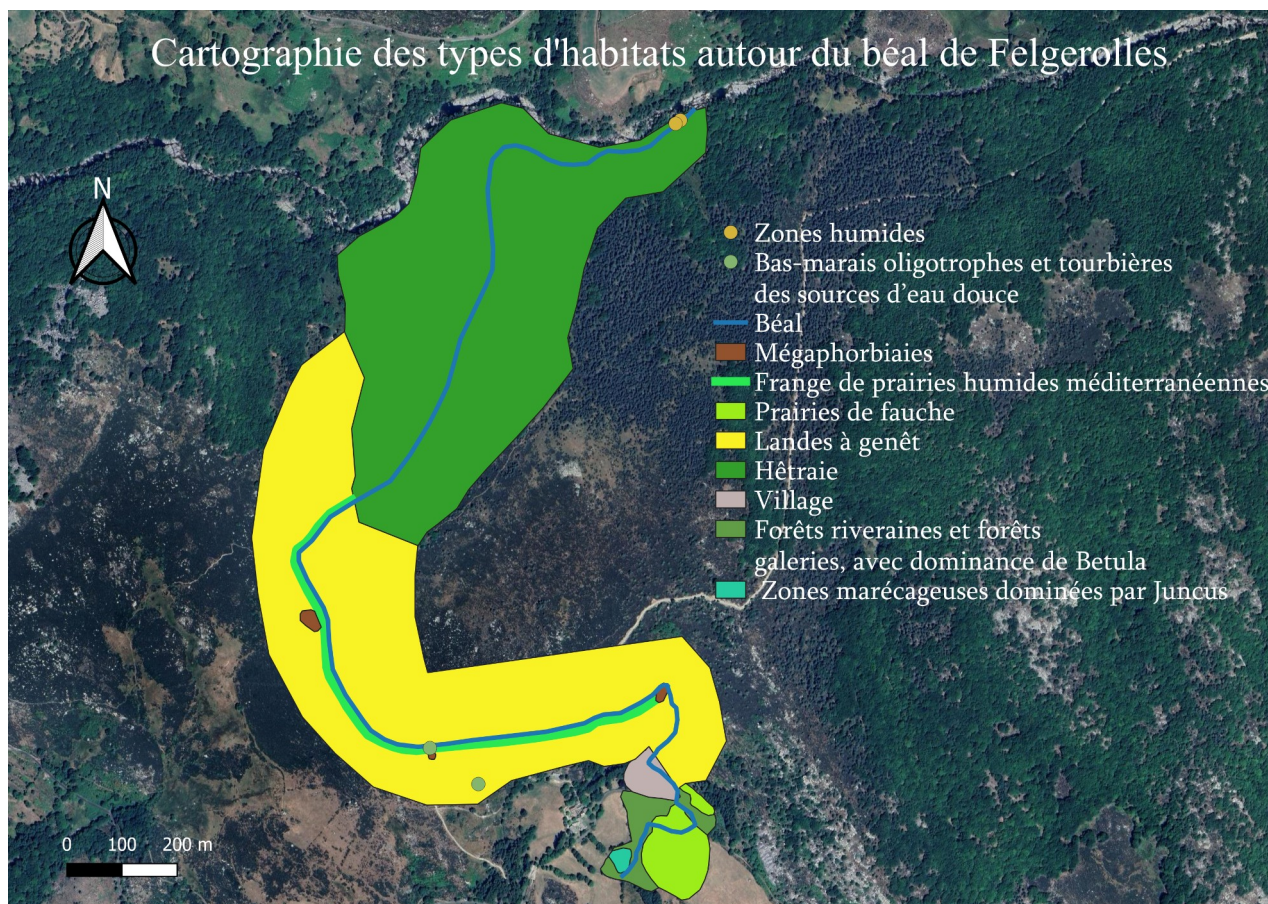 Cartographie des types d'habitats autour du béal de Felgerolles
N
Zones humides
Bas-marais oligotrophes et tourbières
des sources d’eau douce
Béal
Mégaphorbiaies
Frange de prairies humides méditerranéennes
Prairies de fauche
Landes à genêt
Hêtraie
Village
Forêts riveraines et forêts
galeries, avec dominance de Betula
Zones marécageuses dominées par Juncus
0 100 200 m